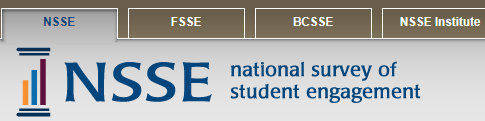 NSSE FSSE BCSSE NSSE Institute
NSSE national survey of
student engagement